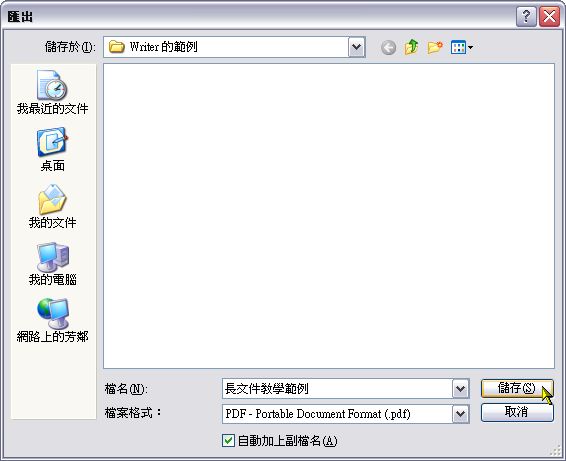 匯出
儲存於(I):
Writer 的範例
我最近的文件
桌面
我的文件
我的電腦
網路上的芳鄰
檔名(N):
長文件教學範例
儲存(S)
檔案格式：
PDF - Portable Document Format (.pdf)
取消
自動加上副檔名(A)